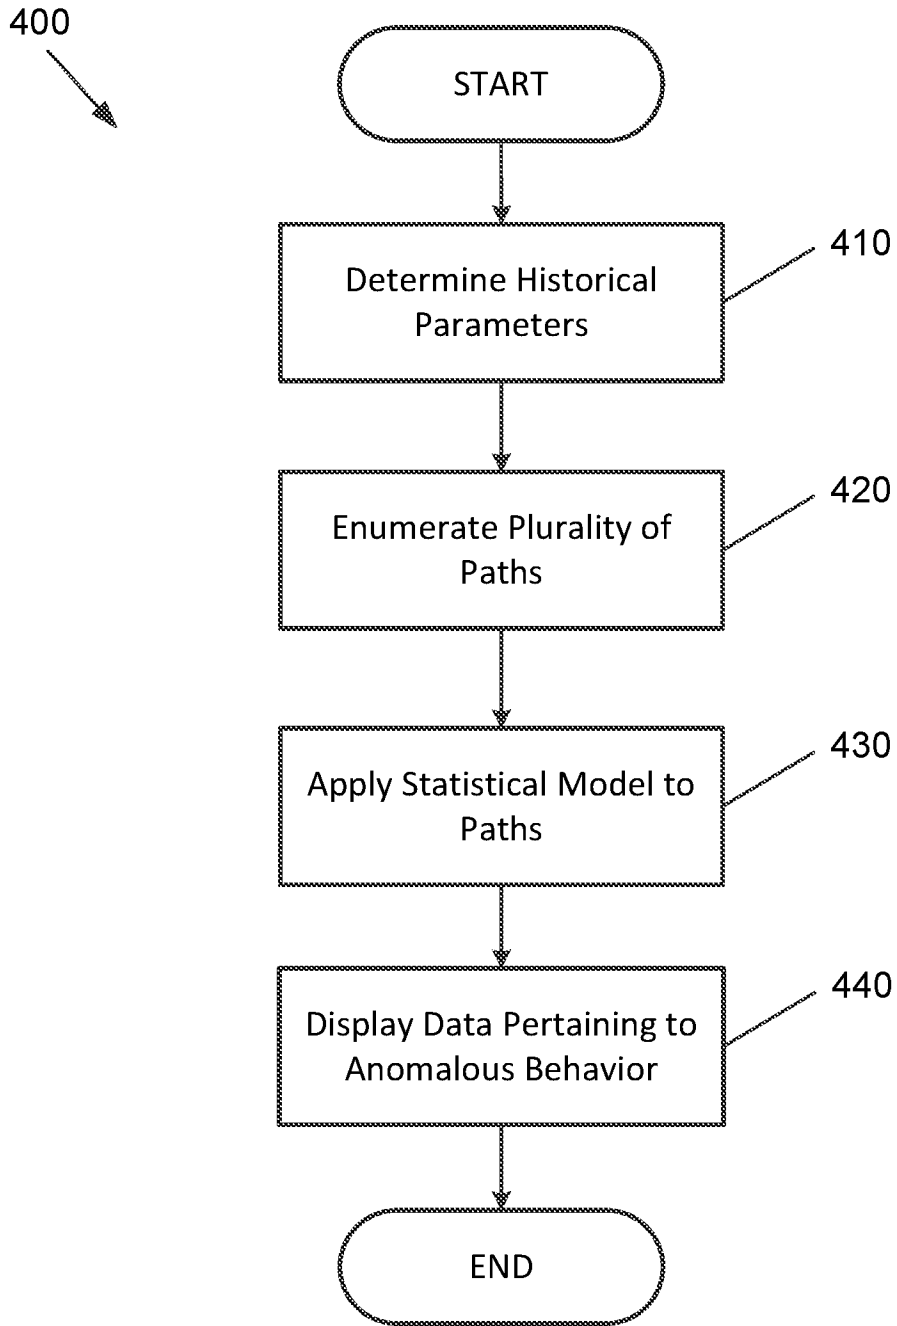 400
START
410
Determine Historical
Parameters
420
Enumerate Plurality of
Paths
430
Apply Statistical Model to
Paths
440
Display Data Pertaining to
Anomalous Behavior
END